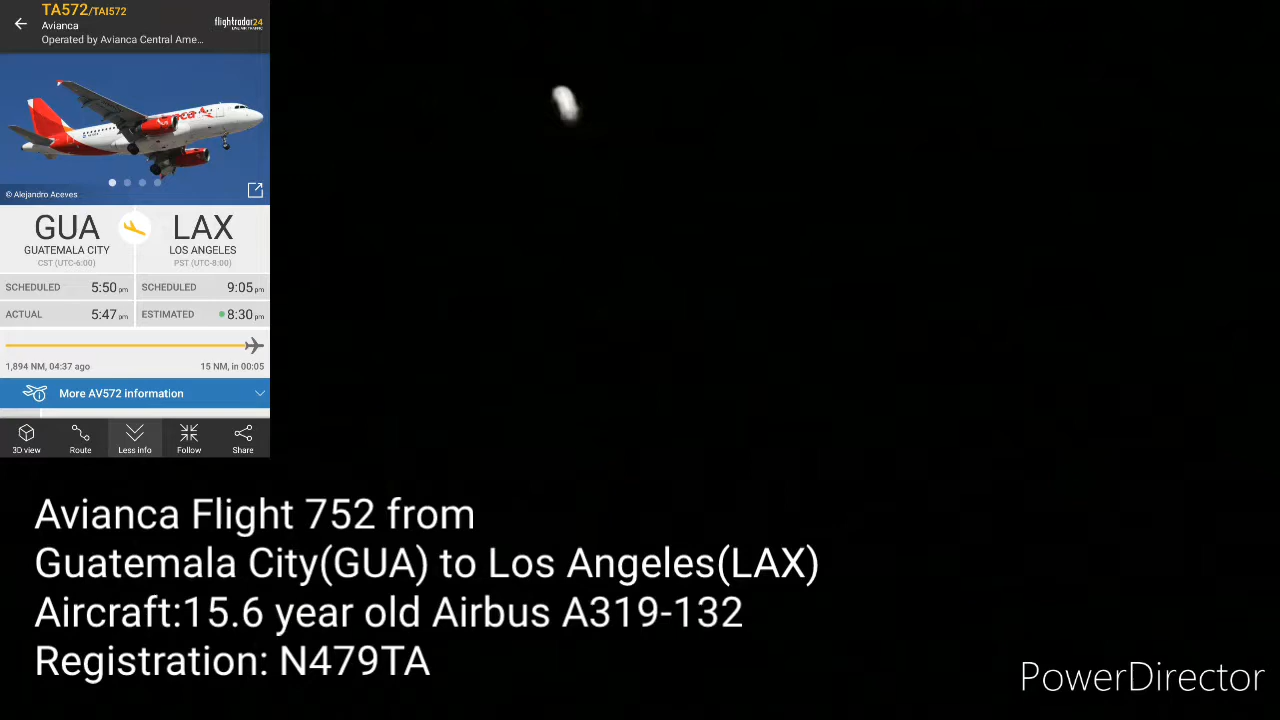 TA572/TAI572
Avianca
Operated by Avianca Central Ame...
flightradar24
LIVE AIR TRAFFIC
© Alejandro Aceves
GUA
GUATEMALA CITY
CST (UTC-6:00)
LAX
LOS ANGELES
PST (UTC-8:00)
SCHEDULED 5:50 pm SCHEDULED 9:05 pm
ACTUAL 5:47 pm ESTIMATED 8:30 pm
1,894 NM, 04:37 ago 15 NM, in 00:05
More AV572 information
3D view Route Less info Follow Share
Avianca Flight 752 from
Guatemala City(GUA) to Los Angeles(LAX)
Aircraft:15.6 year old Airbus A319-132
Registration: N479TA
PowerDirector